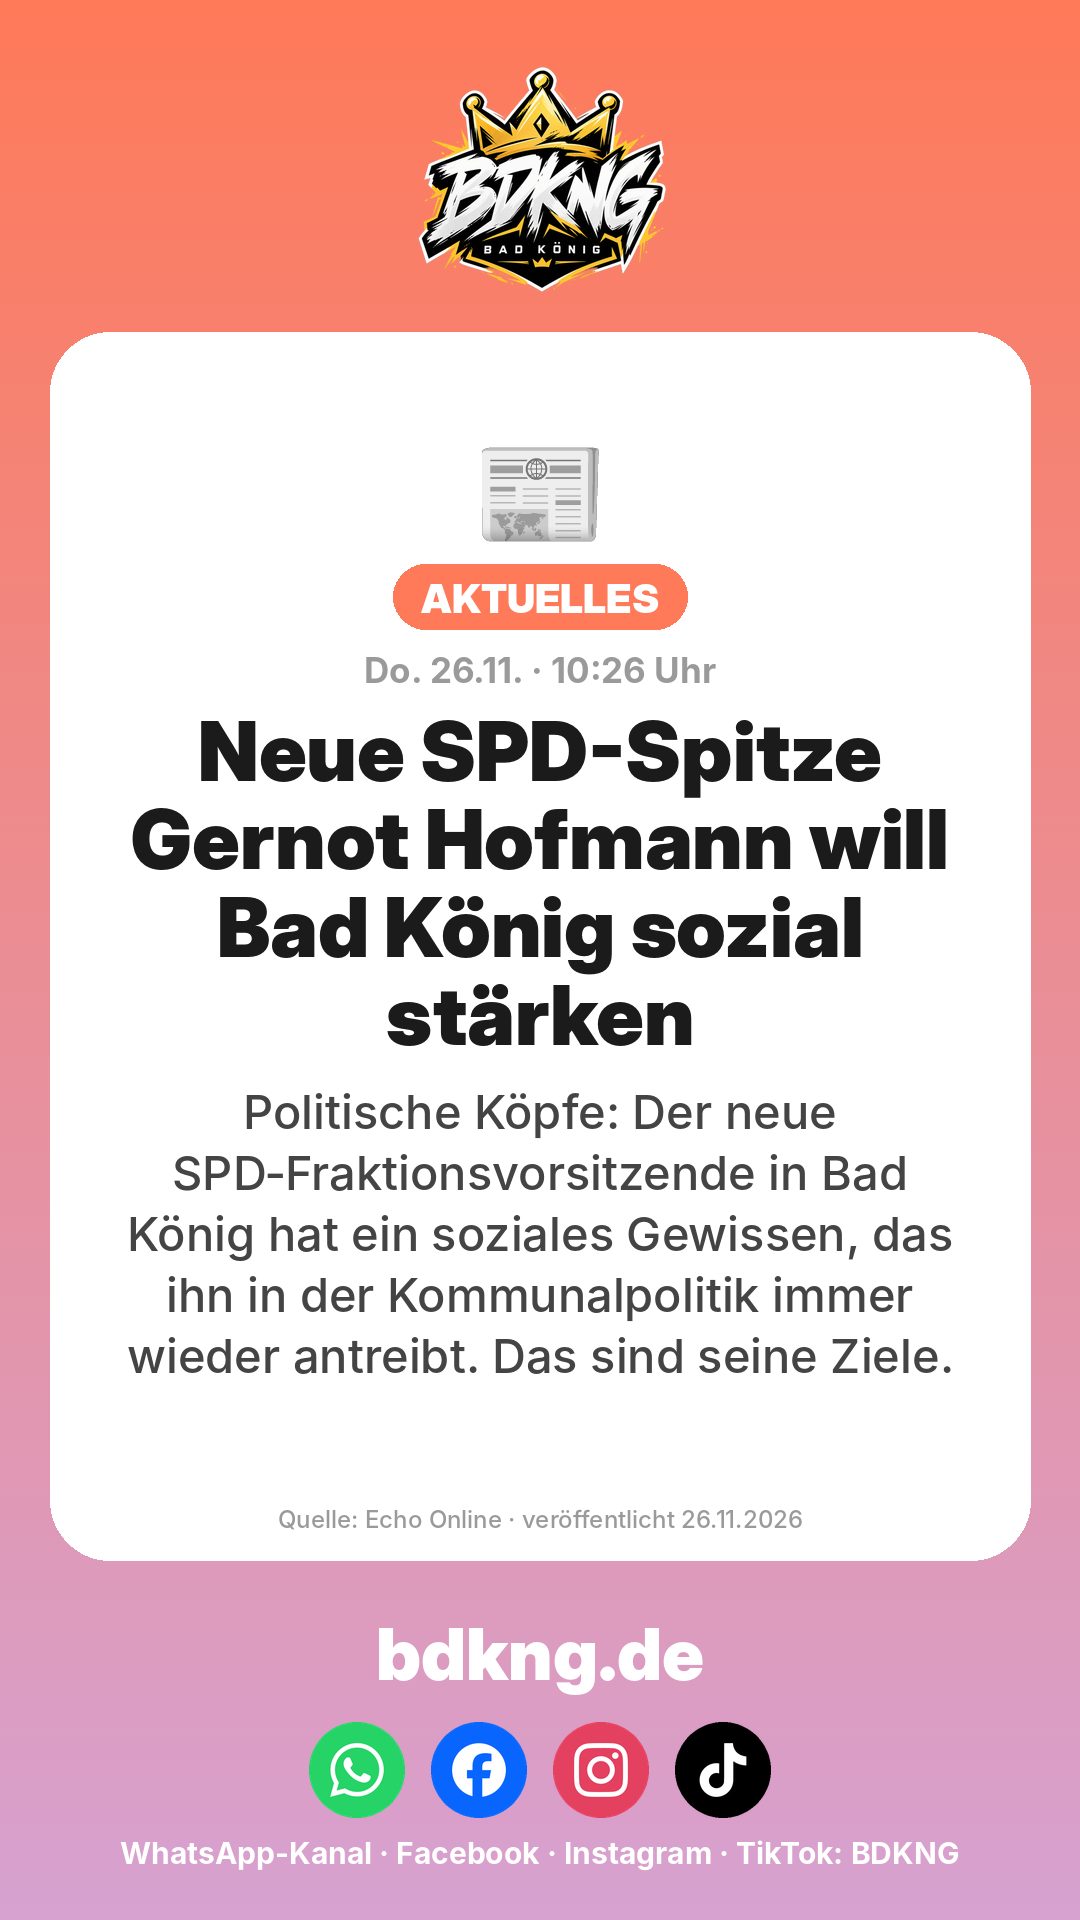 BDKNG
BAD KÖNIG
AKTUELLES
Do. 26.11. · 10:26 Uhr
Neue SPD-Spitze
Gernot Hofmann will
Bad König sozial
stärken
Politische Köpfe: Der neue
SPD-Fraktionsvorsitzende in Bad
König hat ein soziales Gewissen, das
ihn in der Kommunalpolitik immer
wieder antreibt. Das sind seine Ziele.
Quelle: Echo Online · veröffentlicht 26.11.2026
bdkng.de
WhatsApp-Kanal · Facebook · Instagram · TikTok: BDKNG